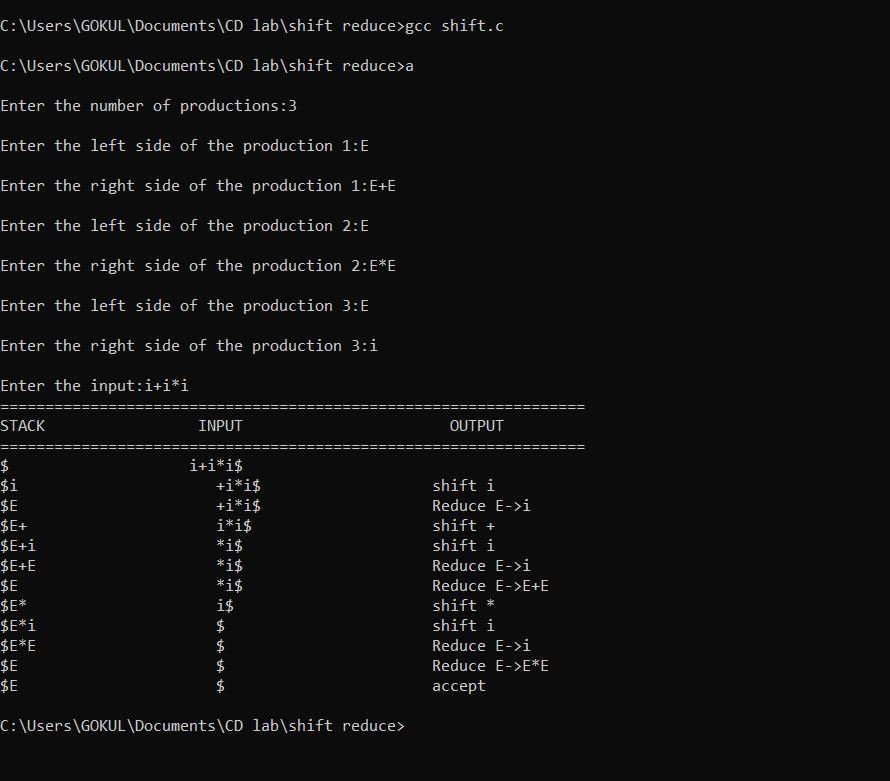 C:\Users\GOKUL\Documents\CD lab\shift reduce>gcc shift.c
C:\Users\GOKUL\Documents\CD lab\shift reduce>a
Enter the number of productions:3
Enter the left side of the production 1:E
Enter the right side of the production 1:E+E
Enter the left side of the production 2:E
Enter the right side of the production 2:E*E
Enter the left side of the production 3:E
Enter the right side of the production 3:i
Enter the input:i+i*i
=================================================================
STACK                 INPUT                       OUTPUT
=================================================================
$                    i+i*i$
$i                      +i*i$                   shift i
$E                      +i*i$                   Reduce E->i
$E+                     i*i$                    shift +
$E+i                    *i$                     shift i
$E+E                    *i$                     Reduce E->i
$E                      *i$                     Reduce E->E+E
$E*                     i$                      shift *
$E*i                    $                       shift i
$E*E                    $                       Reduce E->i
$E                      $                       Reduce E->E*E
$E                      $                       accept
C:\Users\GOKUL\Documents\CD lab\shift reduce>